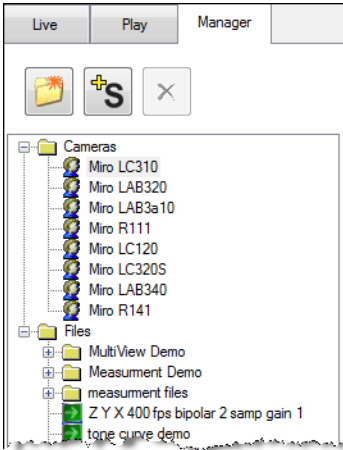 Live Play Manager
+S
Cameras
Miro LC310
Miro LAB320
Miro LAB3a10
Miro R111
Miro LC120
Miro LC320S
Miro LAB340
Miro R141
Files
MultiView Demo
Measurment Demo
measurment files
Z Y X 400 fps bipolar 2 samp gain 1
tone curve demo